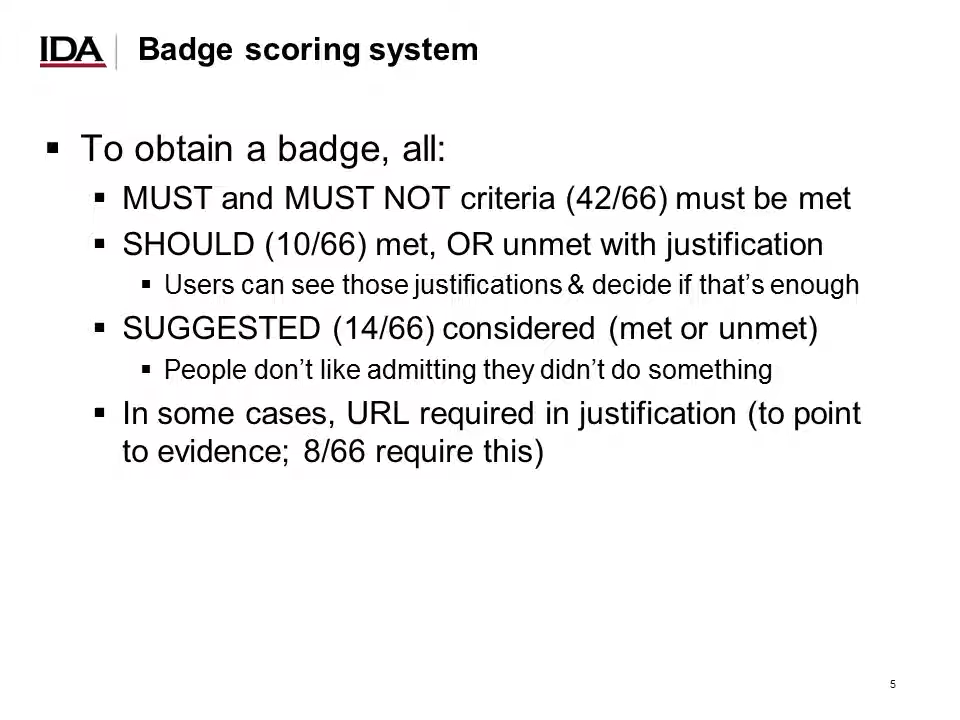 IDA
Badge scoring system
▪ To obtain a badge, all:
▪ MUST and MUST NOT criteria (42/66) must be met
▪ SHOULD (10/66) met, OR unmet with justification
▪ Users can see those justifications & decide if that’s enough
▪ SUGGESTED (14/66) considered (met or unmet)
▪ People don’t like admitting they didn’t do something
▪ In some cases, URL required in justification (to point
to evidence; 8/66 require this)
5